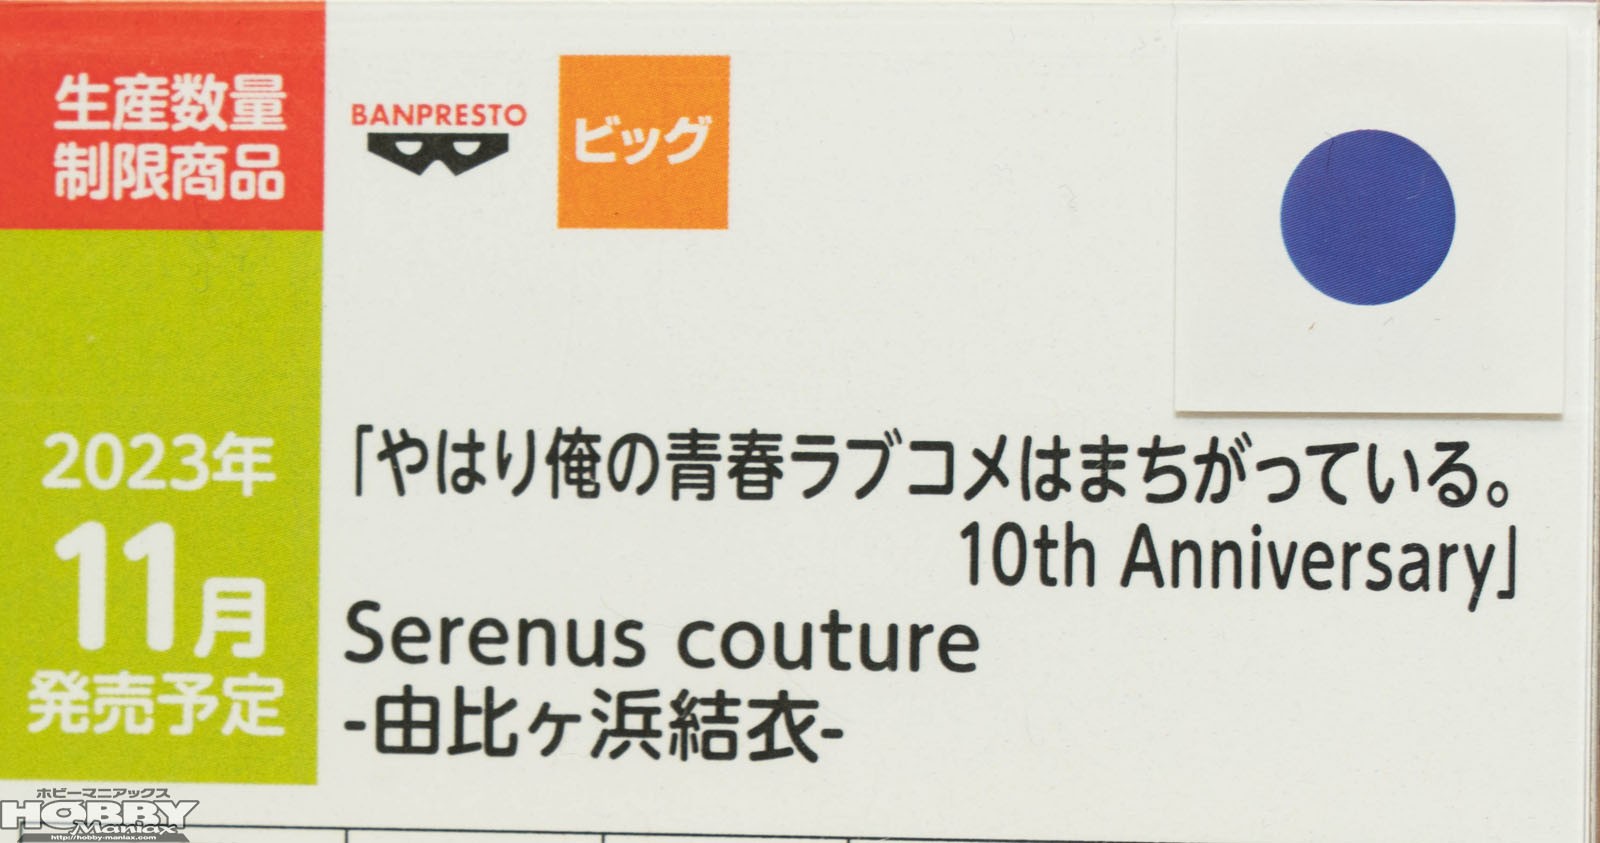 生産数量
制限商品
BANPRESTO
ビッグ
2023年
11月
発売予定
「やはり俺の青春ラブコメはまちがっている。
10th Anniversary」
Serenus couture
-由比ヶ浜結衣-
ホビーマニアックス
HOBBY
Maniax
http://hobby-maniax.com